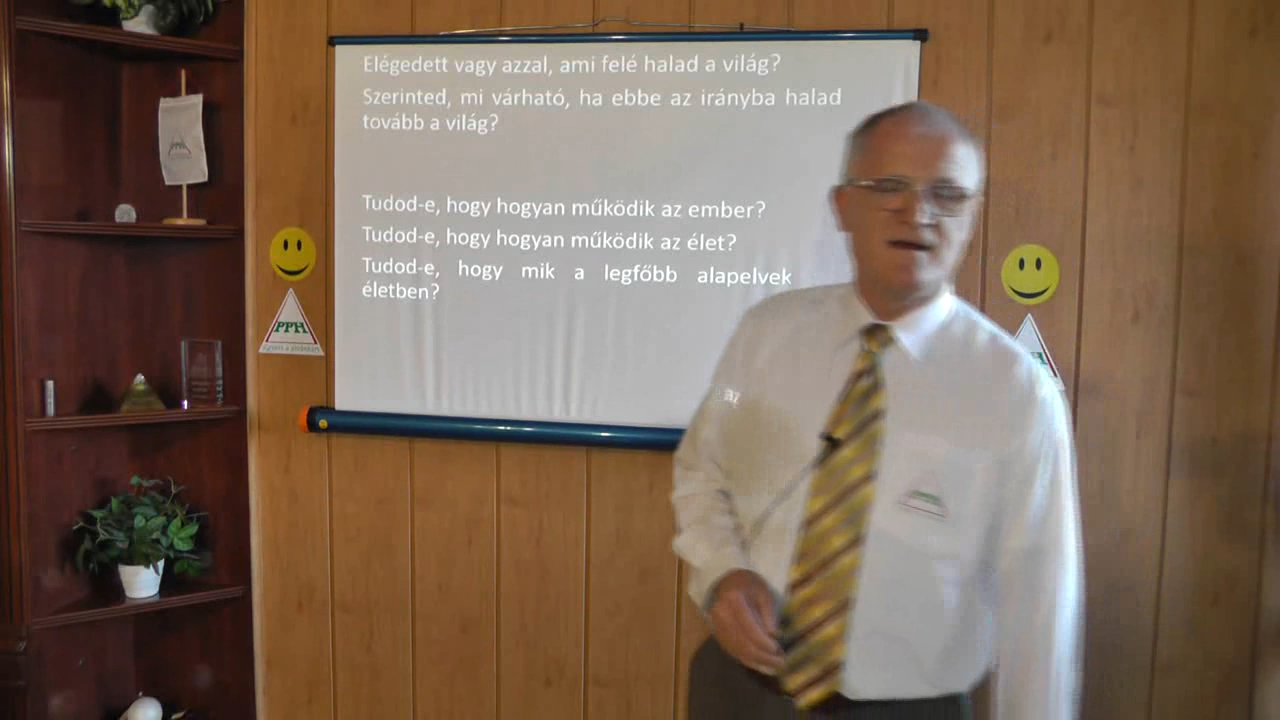 Elégedett vagy azzal, ami felé halad a világ?
Szerinted, mi várható, ha ebbe az irányba halad
tovább a világ?
Tudod-e, hogy hogyan működik az ember?
Tudod-e, hogy hogyan működik az élet?
Tudod-e, hogy mik a legfőbb alapelvek
az
életben?
PPH